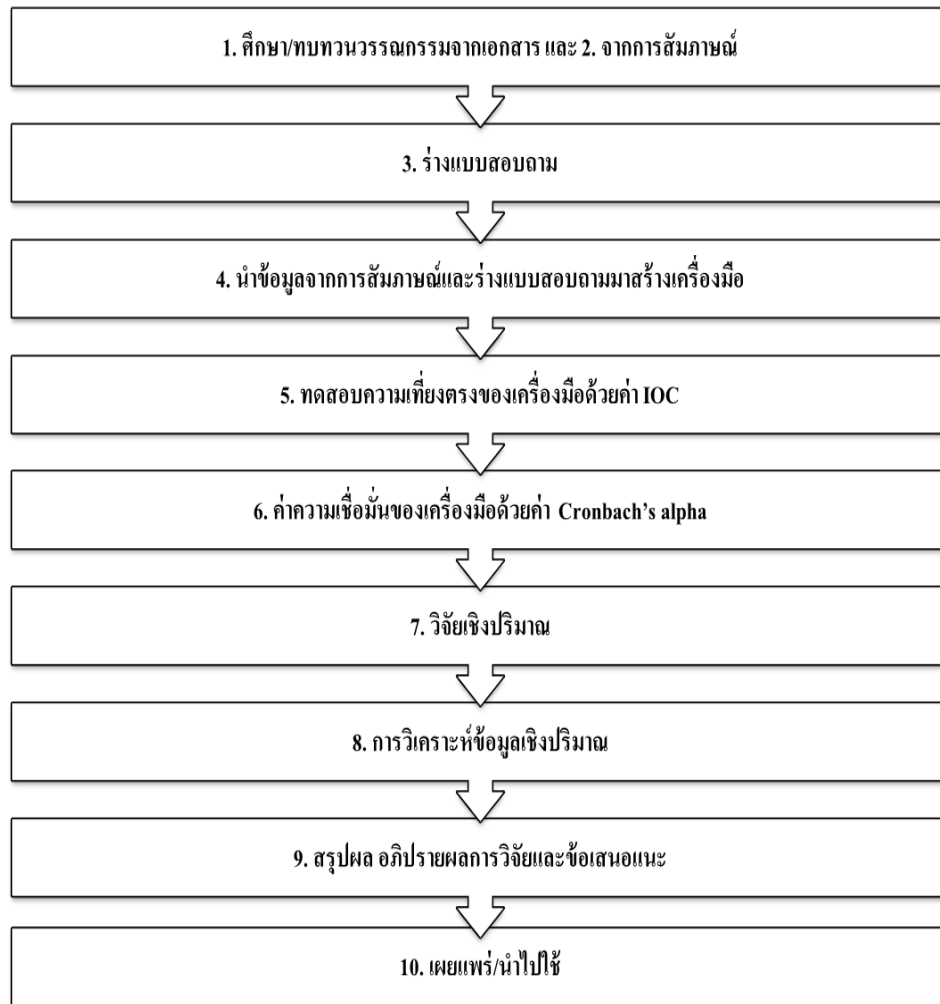 1. ศึกษา/ทบทวนวรรณกรรมจากเอกสาร และ 2. จากการสัมภาษณ์
3. ร่างแบบสอบถาม
4. นำข้อมูลจากการสัมภาษณ์และร่างแบบสอบถามมาสร้างเครื่องมือ
5. ทดสอบความเที่ยงตรงของเครื่องมือด้วยค่า IOC
6. ค่าความเชื่อมั่นของเครื่องมือด้วยค่า Cronbach’s alpha
7. วิจัยเชิงปริมาณ
8. การวิเคราะห์ข้อมูลเชิงปริมาณ
9. สรุปผล อภิปรายผลการวิจัยและข้อเสนอแนะ
10. เผยแพร่/นำไปใช้